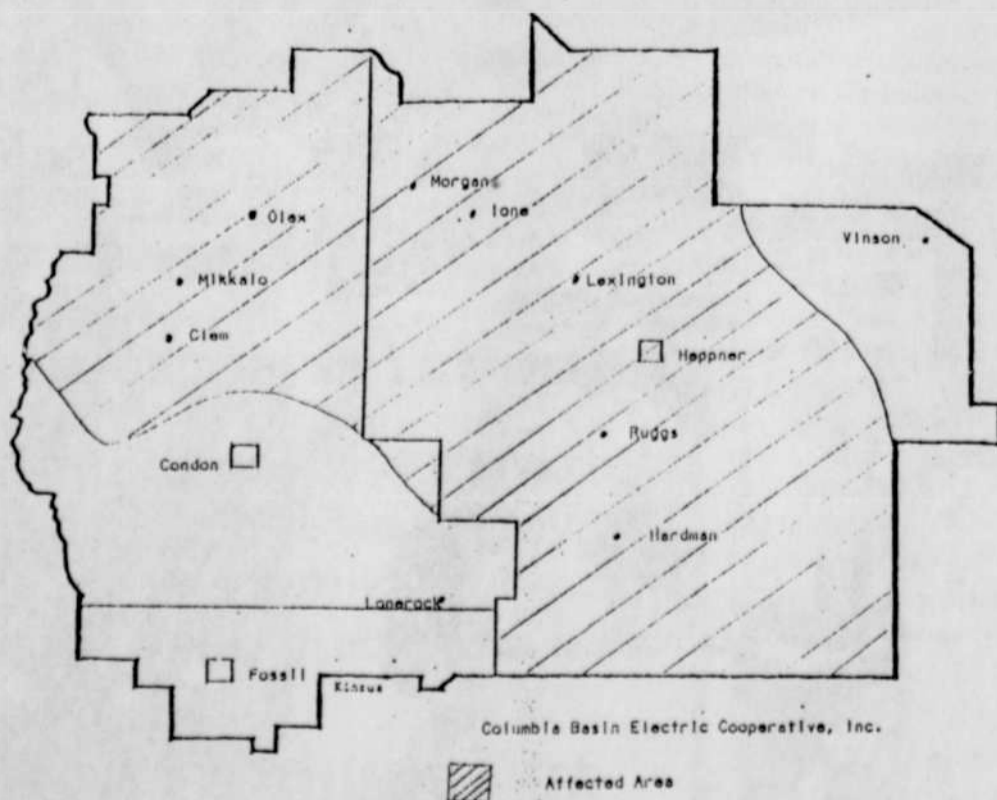 Morgan
Olex
Ione
Vinson
Mikkalo
Lexington
Clem
Heppner
Ruggs
Condon
Hardman
Lonerock
Fossil
Kinzua
Columbia Basin Electric Cooperative, Inc.
Affected Area